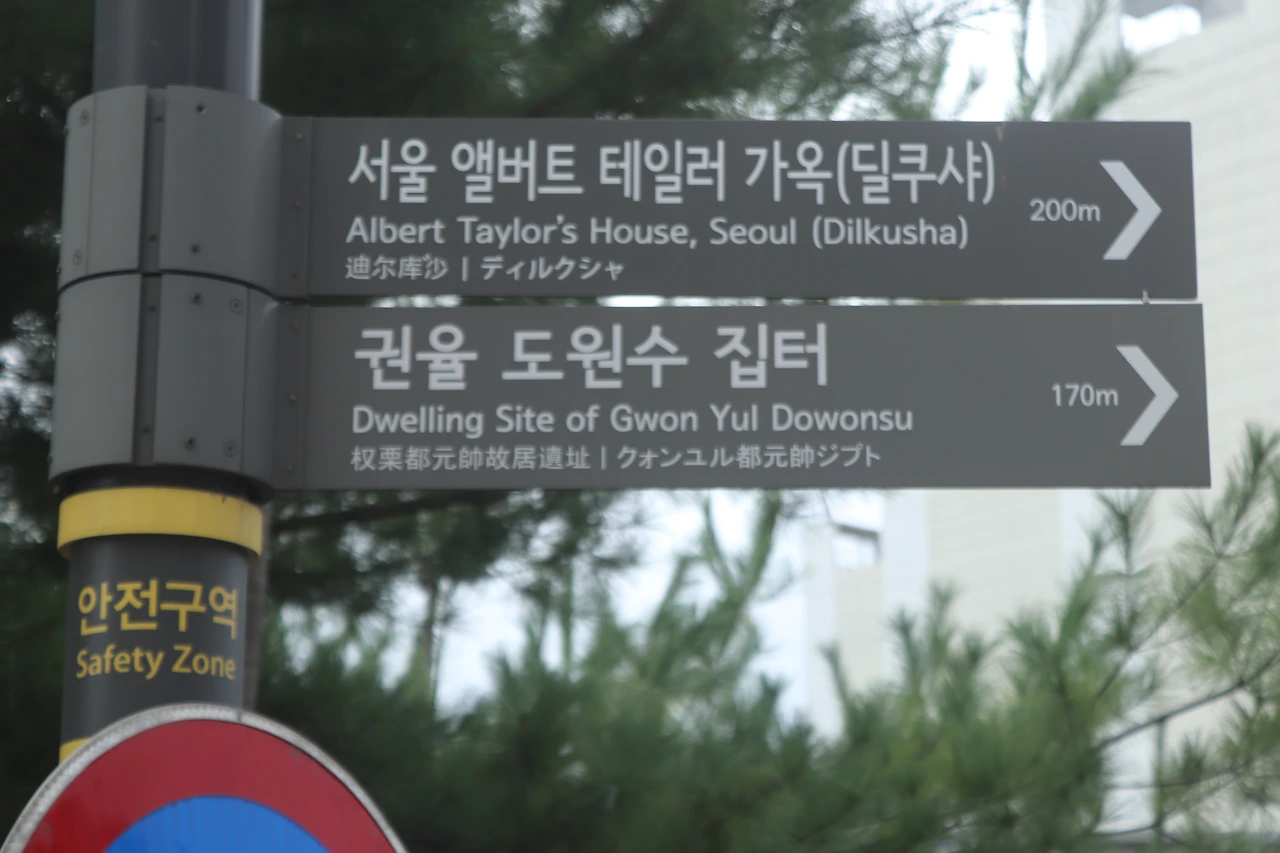 서울 앨버트 테일러 가옥(딜쿠샤)
Albert Taylor's House, Seoul (Dilkusha)
迪尔库沙 | ディルクシャ
200m
권율 도원수 집터
Dwelling Site of Gwon Yul Dowonsu
权栗都元帥故居遺址 | クォンユル都元帥ジプト
170m
안전구역
Safety Zone